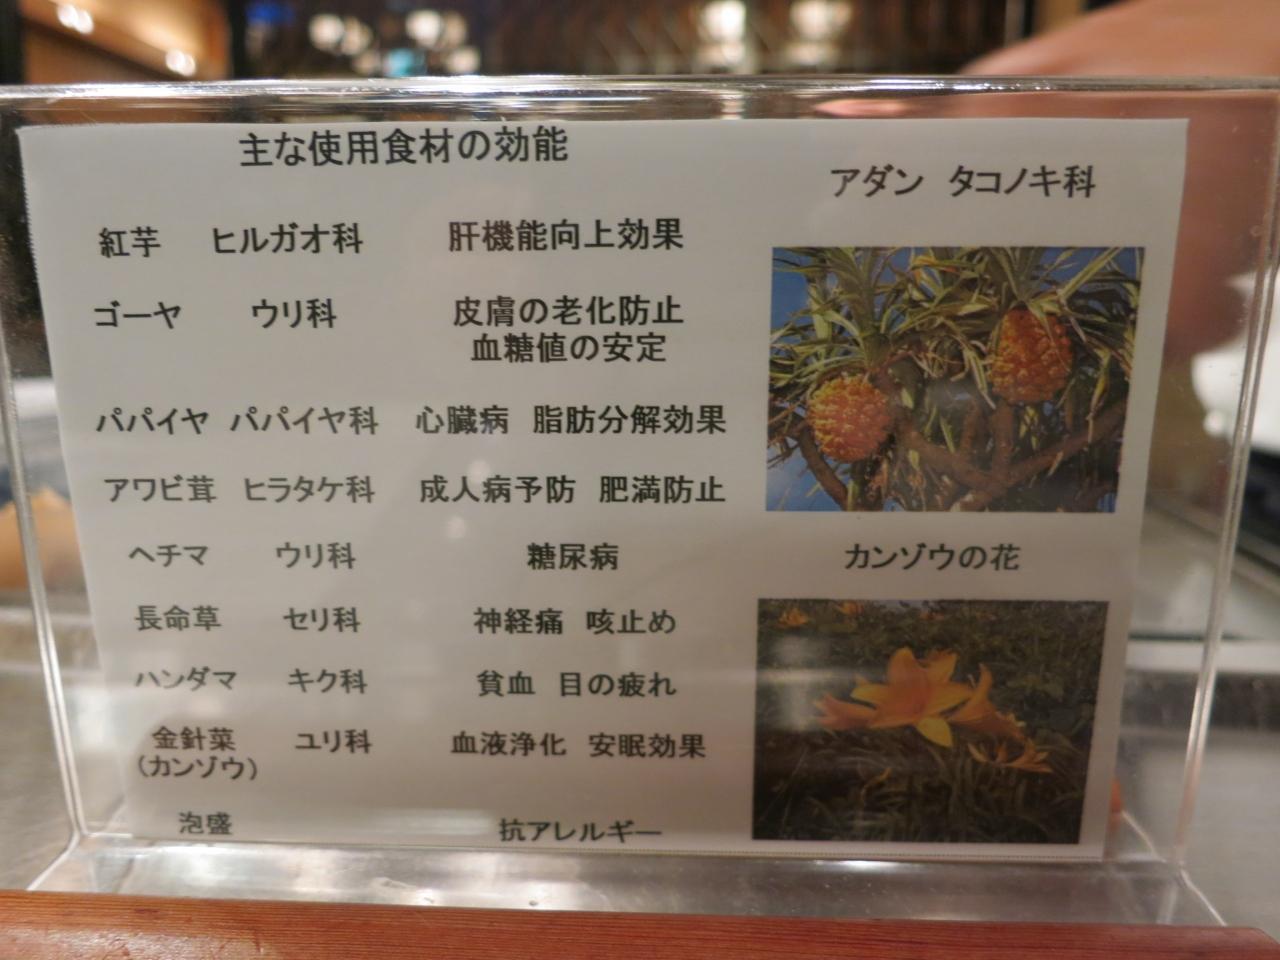 主な使用食材の効能
紅芋 ヒルガオ科 肝機能向上効果
ゴーヤ ウリ科 皮膚の老化防止
血糖値の安定
パパイヤ パパイヤ科 心臓病 脂肪分解効果
アワビ茸 ヒラタケ科 成人病予防 肥満防止
ヘチマ ウリ科 糖尿病
長命草 セリ科 神経痛 咳止め
ハンダマ キク科 貧血 目の疲れ
金針菜 ユリ科 血液浄化 安眠効果
(カンゾウ)
泡盛 抗アレルギー
アダン タコノキ科
カンゾウの花